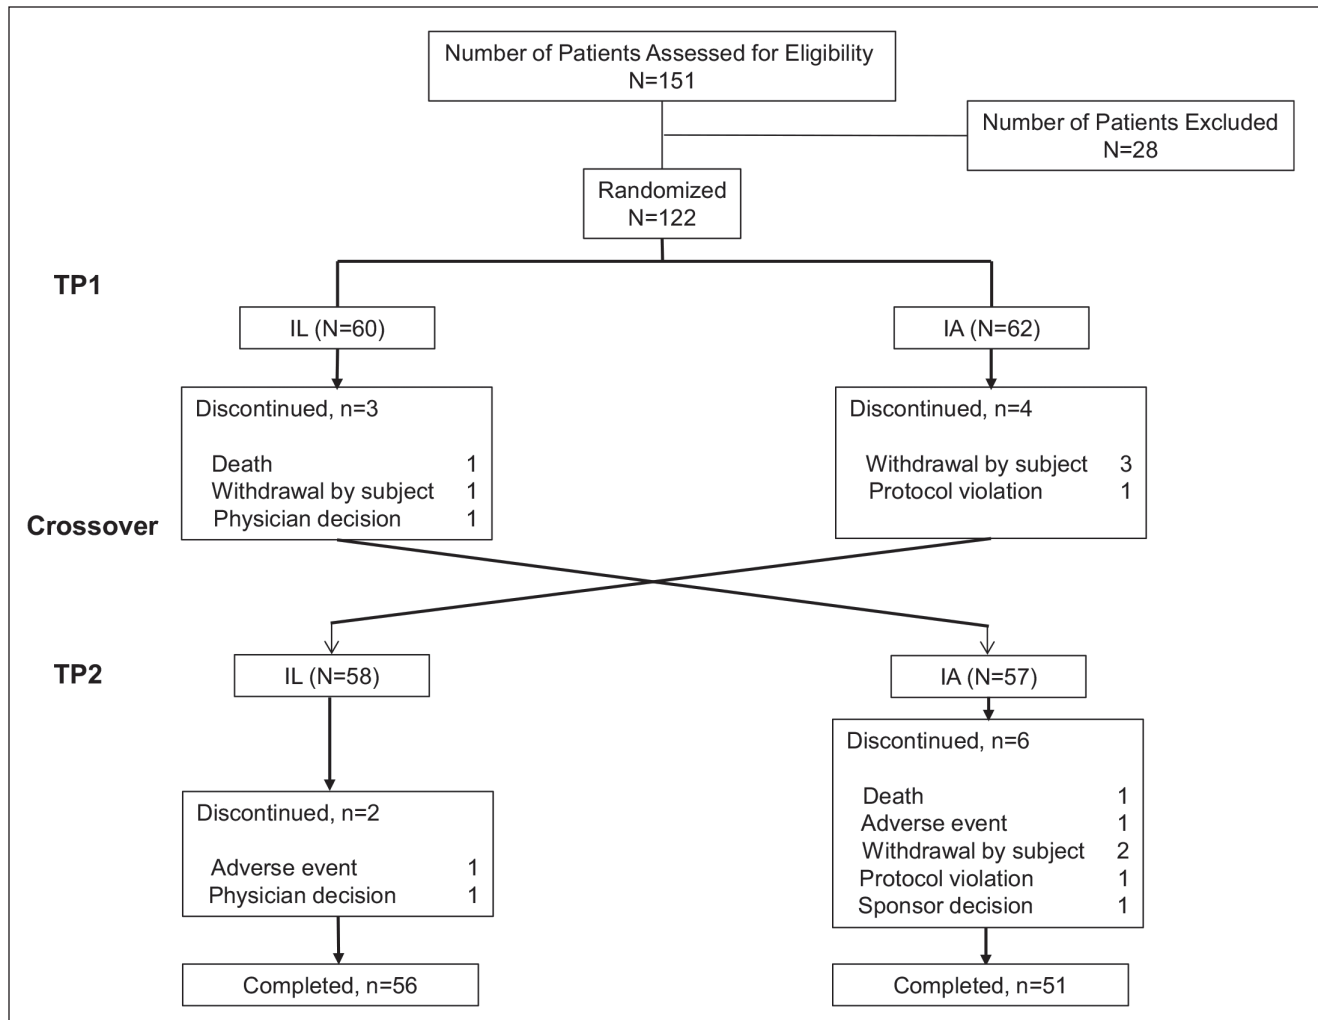 Number of Patients Assessed for Eligibility
N=151
Number of Patients Excluded
N=28
Randomized
N=122
TP1
IL (N=60)
IA (N=62)
Discontinued, n=3
Death 1
Withdrawal by subject 1
Physician decision 1
Discontinued, n=4
Withdrawal by subject 3
Protocol violation 1
Crossover
TP2
IL (N=58)
IA (N=57)
Discontinued, n=2
Adverse event 1
Physician decision 1
Discontinued, n=6
Death 1
Adverse event 1
Withdrawal by subject 2
Protocol violation 1
Sponsor decision 1
Completed, n=56
Completed, n=51